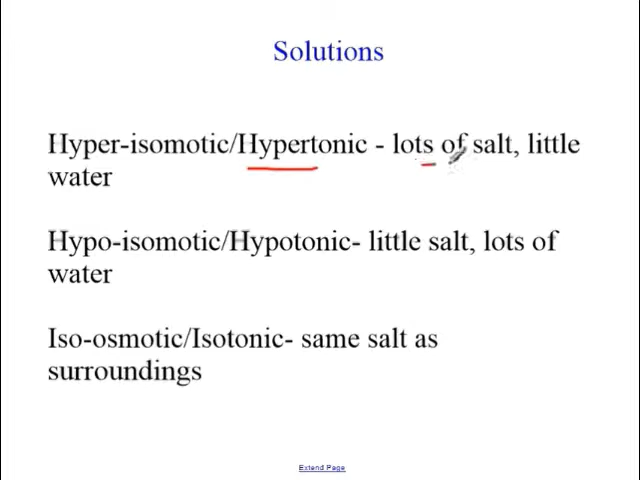 Solutions
Hyper-isomotic/Hypertonic - lots of salt, little
water
Hypo-isomotic/Hypotonic- little salt, lots of
water
Iso-osmotic/Isotonic- same salt as
surroundings
Extend Page